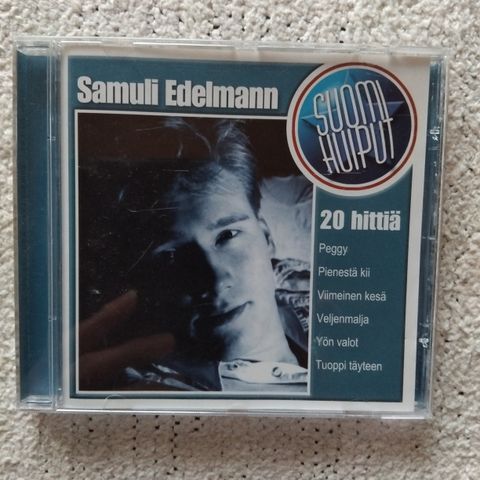 Samuli Edelmann
SUOMI
HUIPUT
20 hittiä
Peggy
Pienestä kii
Viimeinen kesä
Veljenmalja
Yön valot
Tuoppi täyteen